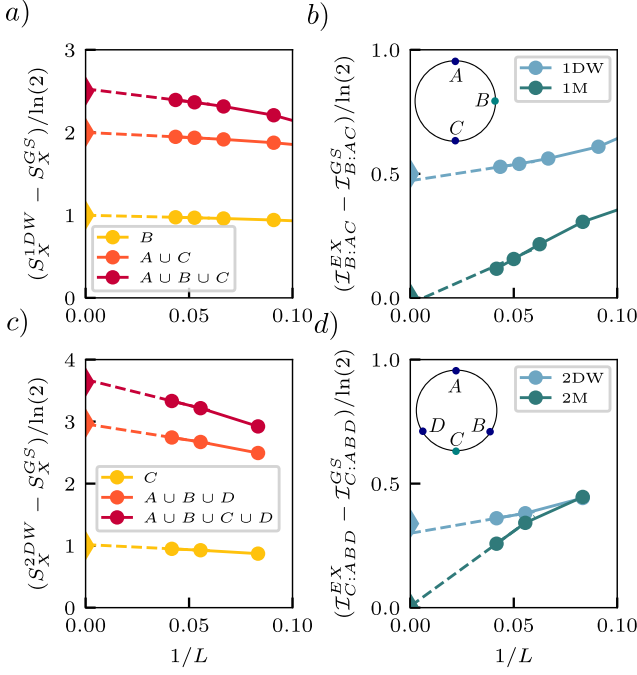 a)
(S_X^{1DW} − S_X^{GS})/ln(2)
3
2
1
0
B
A ∪ C
A ∪ B ∪ C
0.00
0.05
0.10
b)
(𝓘_{B:AC}^{EX} − 𝓘_{B:AC}^{GS})/ln(2)
1.0
0.5
0.0
A
B
C
1DW
1M
0.00
0.05
0.10
c)
(S_X^{2DW} − S_X^{GS})/ln(2)
4
3
2
1
0
C
A ∪ B ∪ D
A ∪ B ∪ C ∪ D
0.00
0.05
0.10
1/L
d)
(𝓘_{C:ABD}^{EX} − 𝓘_{C:ABD}^{GS})/ln(2)
1.0
0.5
0.0
A
D
B
C
2DW
2M
0.00
0.05
0.10
1/L